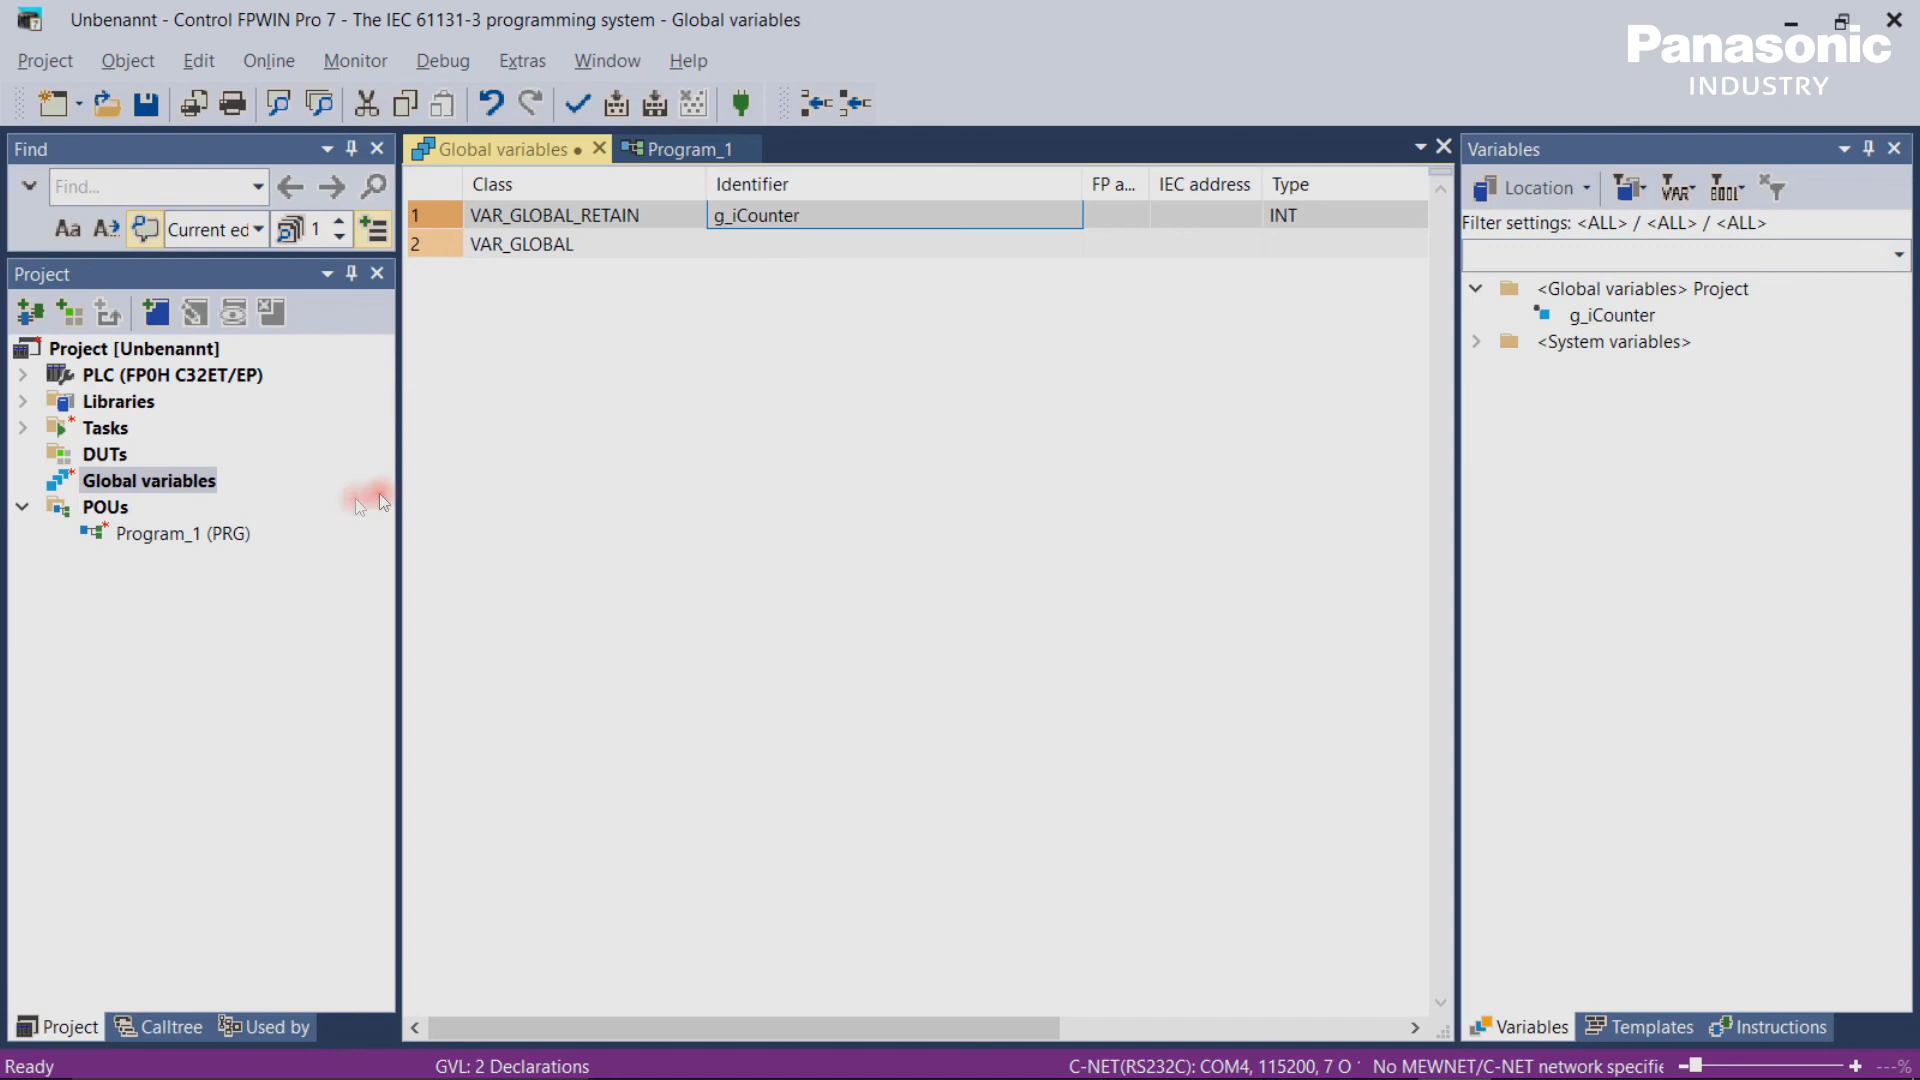 Unbenannt - Control FPWIN Pro 7 - The IEC 61131-3 programming system - Global variables
Panasonic
INDUSTRY
Project Object Edit Online Monitor Debug Extras Window Help
Find
Find...
Aa A? Current ed 1
Project
Project [Unbenannt]
PLC (FP0H C32ET/EP)
Libraries
Tasks
DUTs
Global variables
POUs
Program_1 (PRG)
Project Calltree Used by
Global variables Program_1
Class Identifier FP a... IEC address Type
1 VAR_GLOBAL_RETAIN g_iCounter INT
2 VAR_GLOBAL
Variables
Location VAR BOOL
Filter settings: <ALL> / <ALL> / <ALL>
<Global variables> Project
g_iCounter
<System variables>
Variables Templates Instructions
Ready GVL: 2 Declarations C-NET(RS232C): COM4, 115200, 7 O No MEWNET/C-NET network specifie ---%